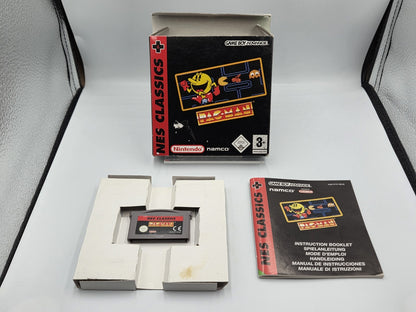 GAME BOY ADVANCE
NES CLASSICS
PAC-MAN
Nintendo
namco
3+
NES CLASSICS
PAC-MAN
CE
GAME BOY ADVANCE
namco
NES CLASSICS
PAC-MAN
INSTRUCTION BOOKLET
SPIELANLEITUNG
MODE D'EMPLOI
HANDLEIDING
MANUAL DE INSTRUCCIONES
MANUALE DI ISTRUZIONI